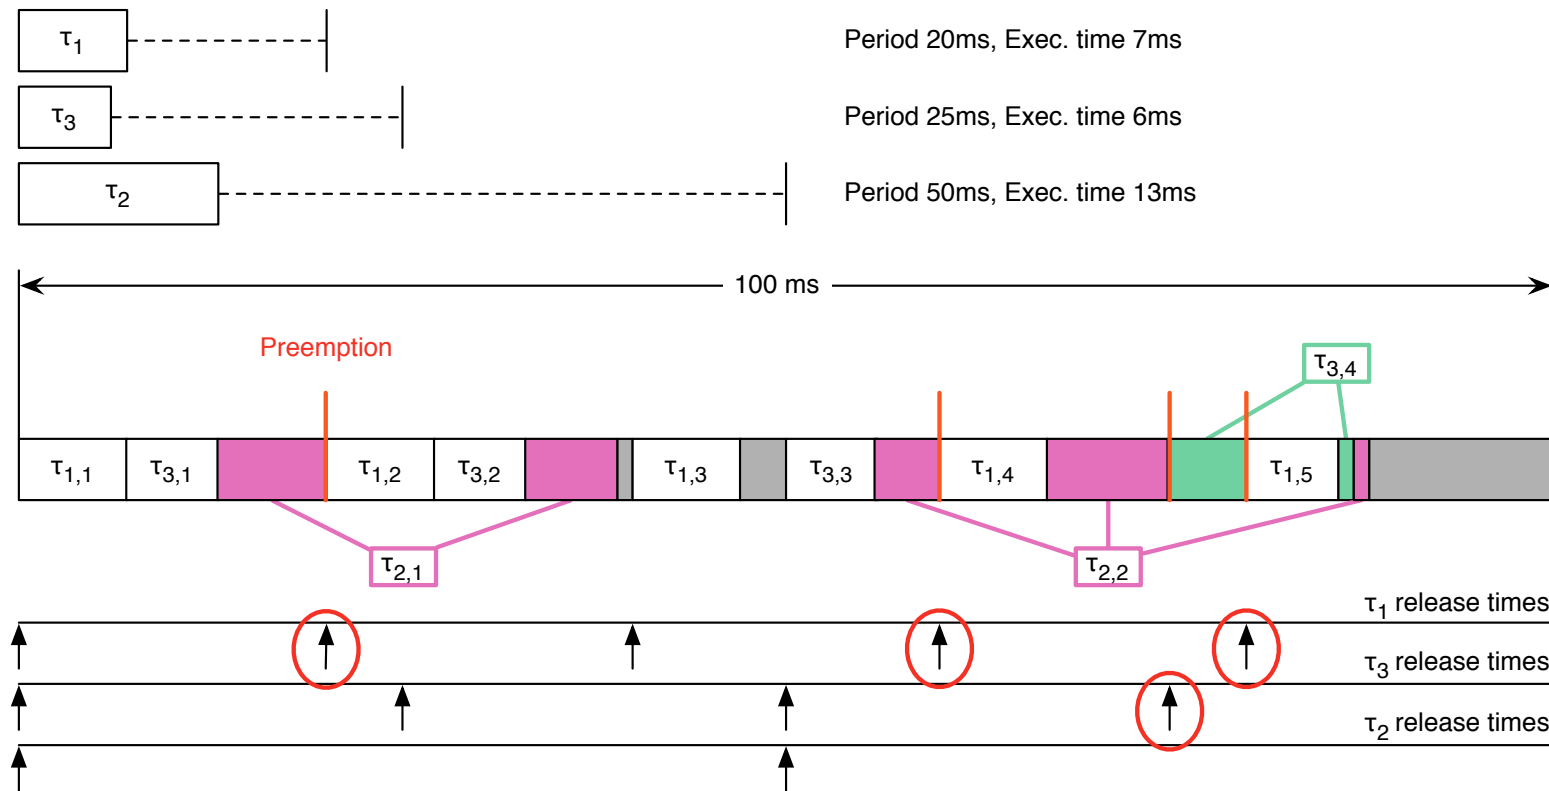 τ1
Period 20ms, Exec. time 7ms
τ3
Period 25ms, Exec. time 6ms
τ2
Period 50ms, Exec. time 13ms
100 ms
Preemption
τ3,4
τ1,1
τ3,1
τ1,2
τ3,2
τ1,3
τ3,3
τ1,4
τ1,5
τ2,1
τ2,2
τ1 release times
τ3 release times
τ2 release times